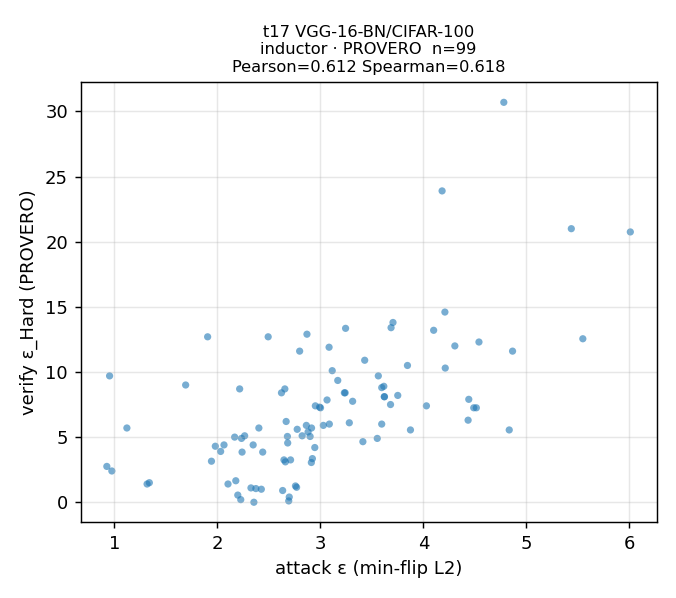 t17 VGG-16-BN/CIFAR-100
inductor · PROVERO  n=99
Pearson=0.612 Spearman=0.618
verify ε_Hard (PROVERO)
30
25
20
15
10
5
0
1 2 3 4 5 6
attack ε (min-flip L2)